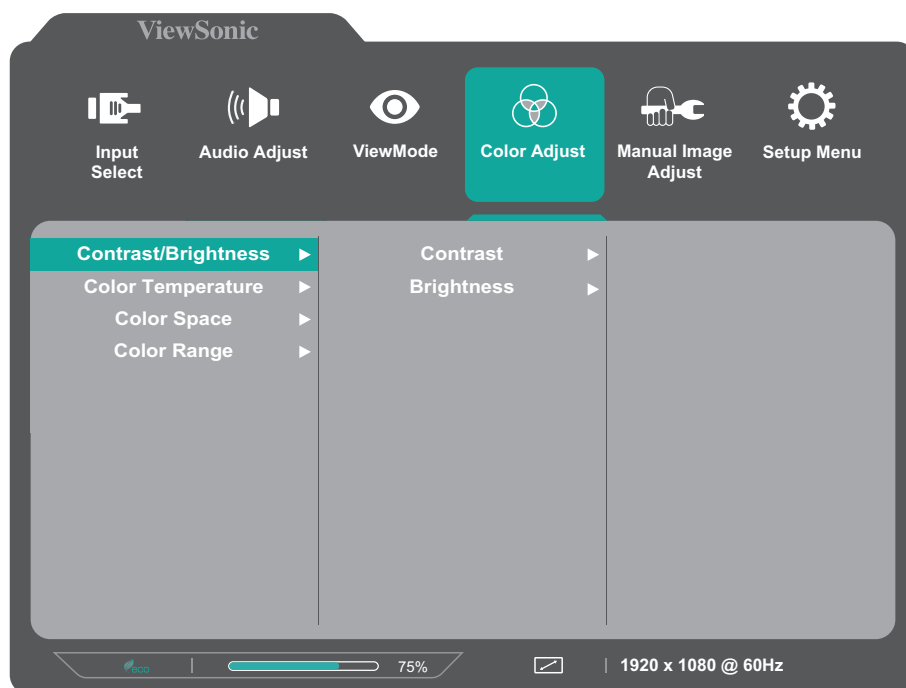 ViewSonic
Input Select
Audio Adjust
ViewMode
Color Adjust
Manual Image Adjust
Setup Menu
Contrast/Brightness
Contrast
Color Temperature
Brightness
Color Space
Color Range
ECO
75%
1920 x 1080 @ 60Hz